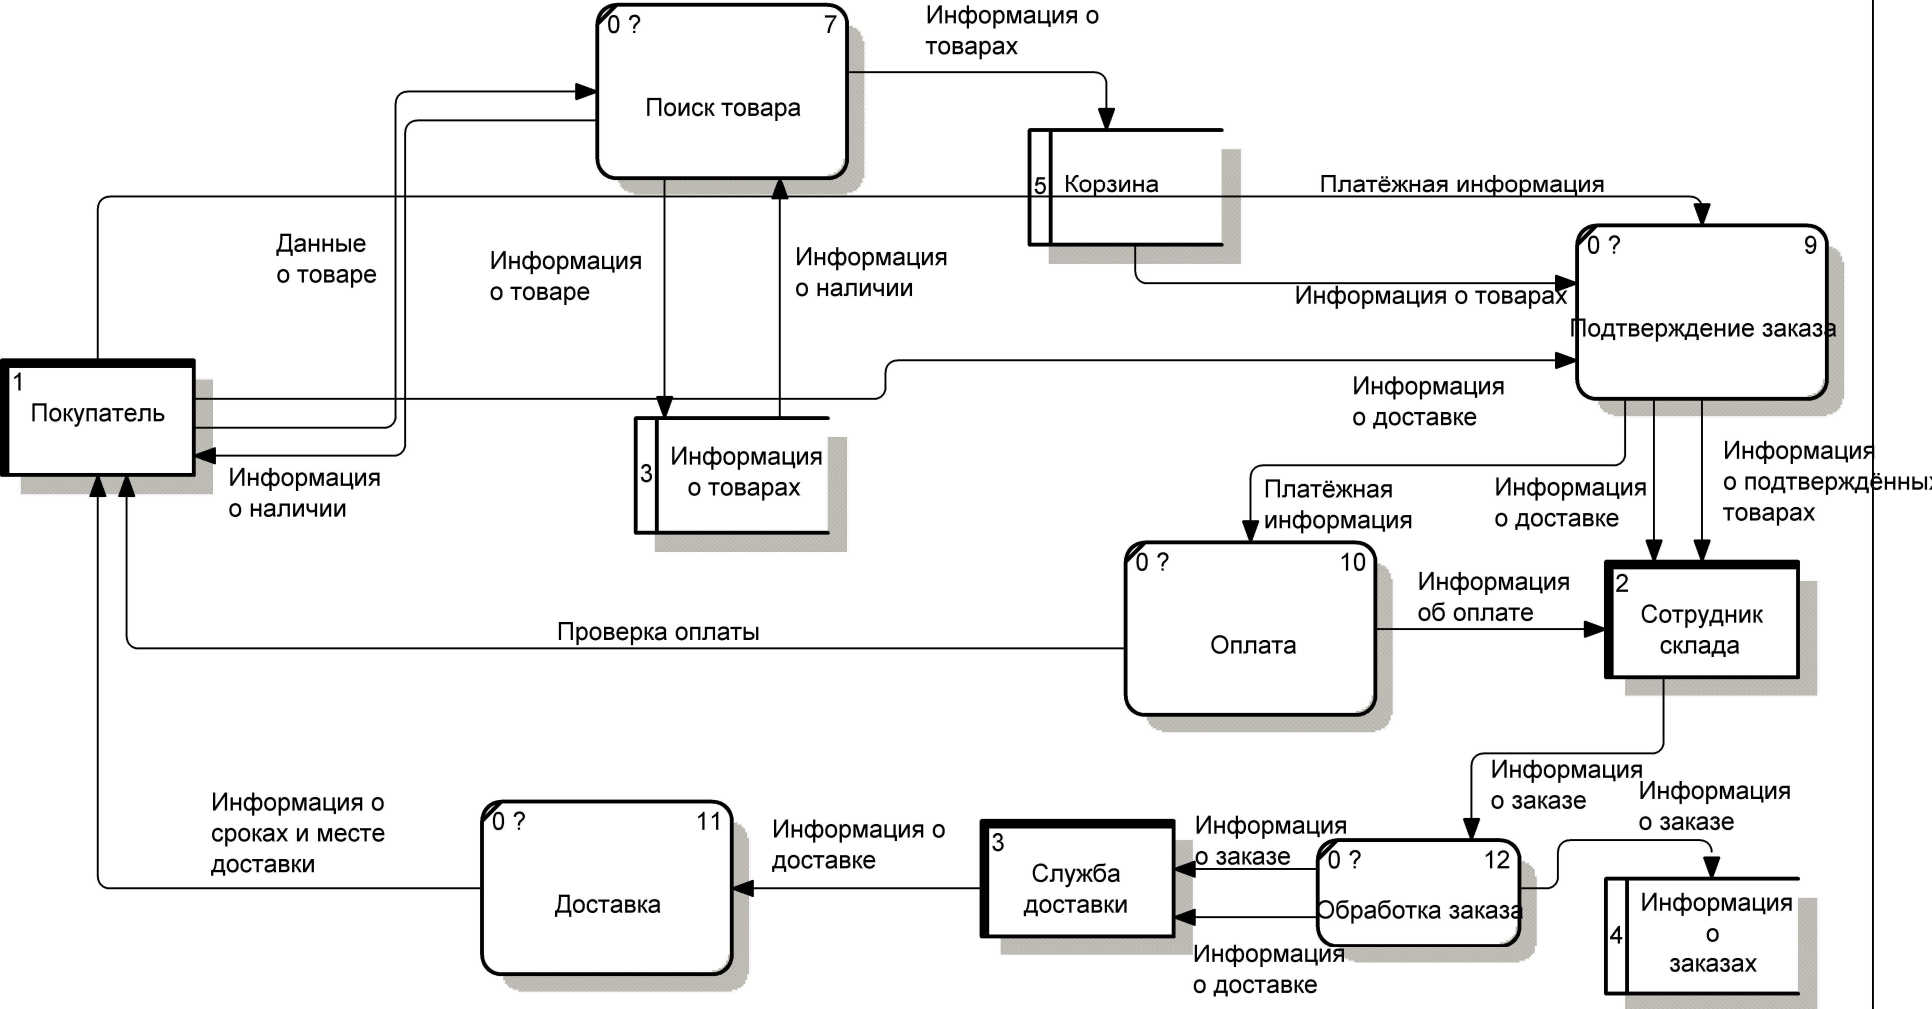 0 ? 7
Поиск товара
Информация о
товарах
5 Корзина
Платёжная информация
0 ? 9
Подтверждение заказа
Данные
о товаре
Информация
о товаре
Информация
о наличии
Информация о товарах
1
Покупатель
Информация
о доставке
Информация
о наличии
3
Информация
о товарах
Платёжная
информация
Информация
о доставке
Информация
о подтверждённых
товарах
0 ? 10
Оплата
Информация
об оплате
2
Сотрудник
склада
Проверка оплаты
Информация
о заказе
Информация
о заказе
Информация о
сроках и месте
доставки
0 ? 11
Доставка
Информация о
доставке
3
Служба
доставки
Информация
о заказе
0 ? 12
Обработка заказа
Информация
о доставке
4
Информация
о
заказах